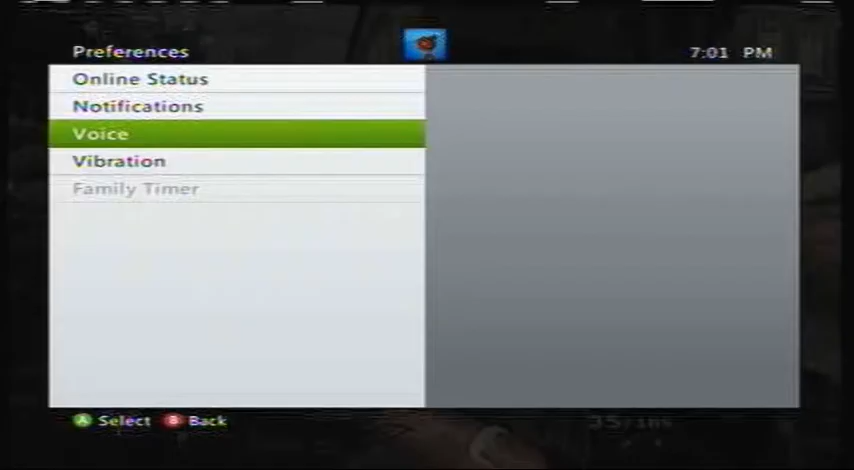 Preferences
7:01 PM
Online Status
Notifications
Voice
Vibration
Family Timer
A Select B Back